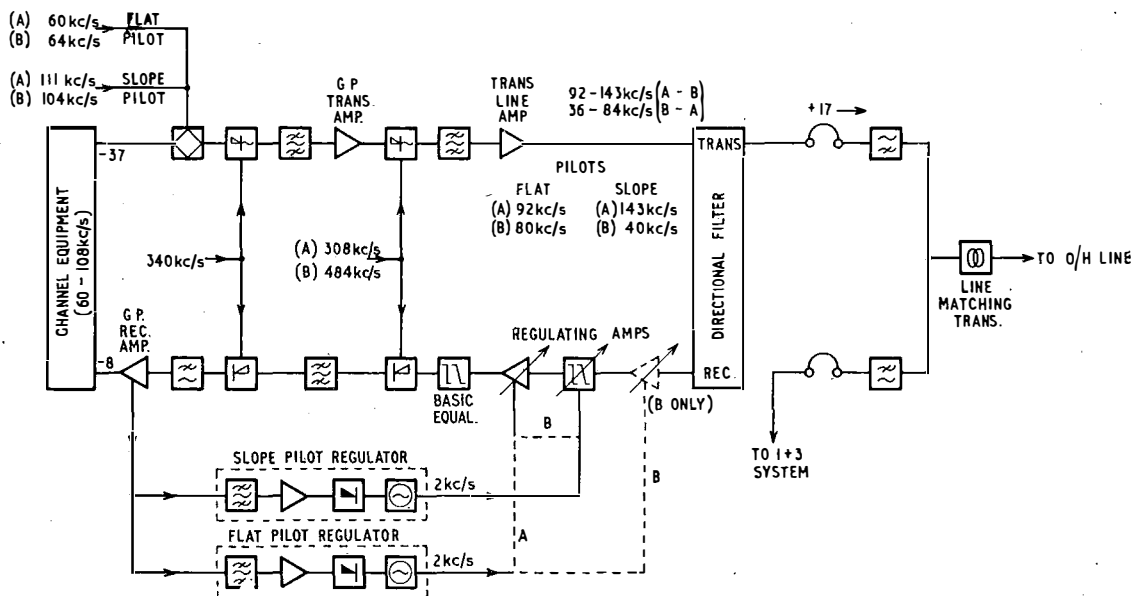 (A) 60kc/s FLAT
(B) 64kc/s PILOT
(A) 111 kc/s SLOPE
(B) 104kc/s PILOT
G P
TRANS.
AMP.
TRANS
LINE
AMP
92-143kc/s (A - B)
36-84kc/s (B - A)
+17
-37
TRANS
PILOTS
FLAT SLOPE
(A) 92kc/s (A) 143kc/s
(B) 80kc/s (B) 40kc/s
CHANNEL EQUIPMENT
(60-108kc/s)
340kc/s
(A) 308kc/s
(B) 484kc/s
DIRECTIONAL FILTER
TO O/H LINE
LINE
MATCHING
TRANS.
G P.
REC.
AMP.
-8
REGULATING AMPS
REC.
BASIC
EQUAL.
(B ONLY)
B
TO 1+3
SYSTEM
SLOPE PILOT REGULATOR
2kc/s
B
A
FLAT PILOT REGULATOR
2kc/s